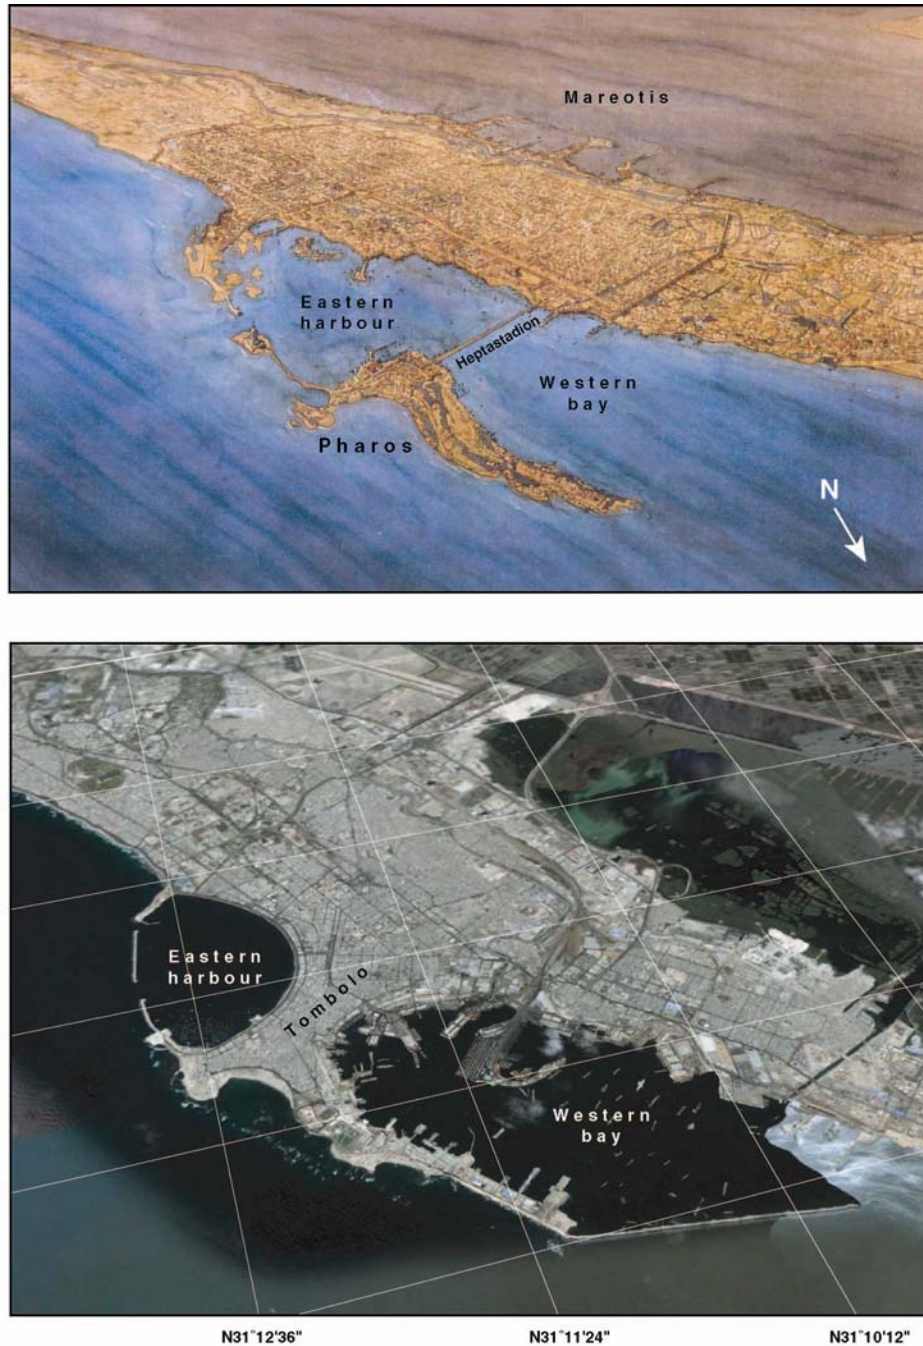 Mareotis
Eastern
harbour
Heptastadion
Western
bay
Pharos
N
Eastern
harbour
Tombolo
Western
bay
N31°12'36"
N31°11'24"
N31°10'12"